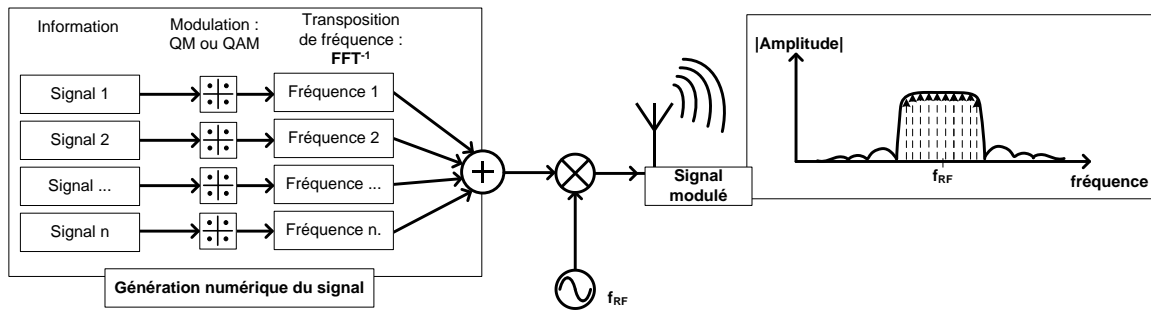 Information
Modulation :
QM ou QAM
Transposition
de fréquence :
FFT-1
Signal 1
Fréquence 1
Signal 2
Fréquence 2
Signal ...
Fréquence ...
Signal n
Fréquence n.
Génération numérique du signal
fRF
Signal
modulé
|Amplitude|
fRF
fréquence